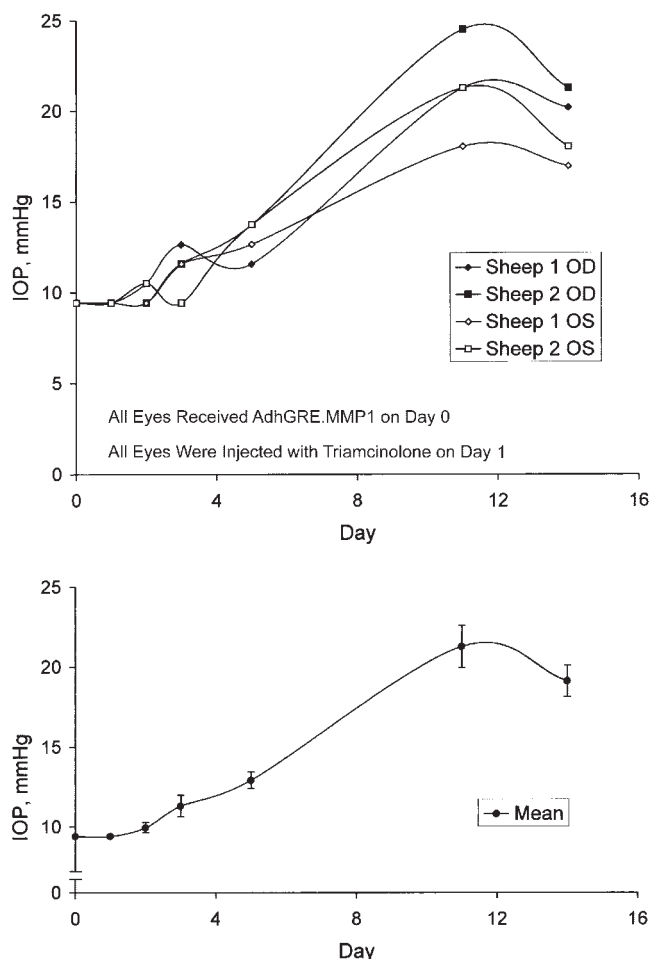 25
20
15
10
5
0
IOP, mmHg
Sheep 1 OD
Sheep 2 OD
Sheep 1 OS
Sheep 2 OS
All Eyes Received AdhGRE.MMP1 on Day 0
All Eyes Were Injected with Triamcinolone on Day 1
0 4 8 12 16
Day
25
20
15
10
0
IOP, mmHg
Mean
0 4 8 12 16
Day